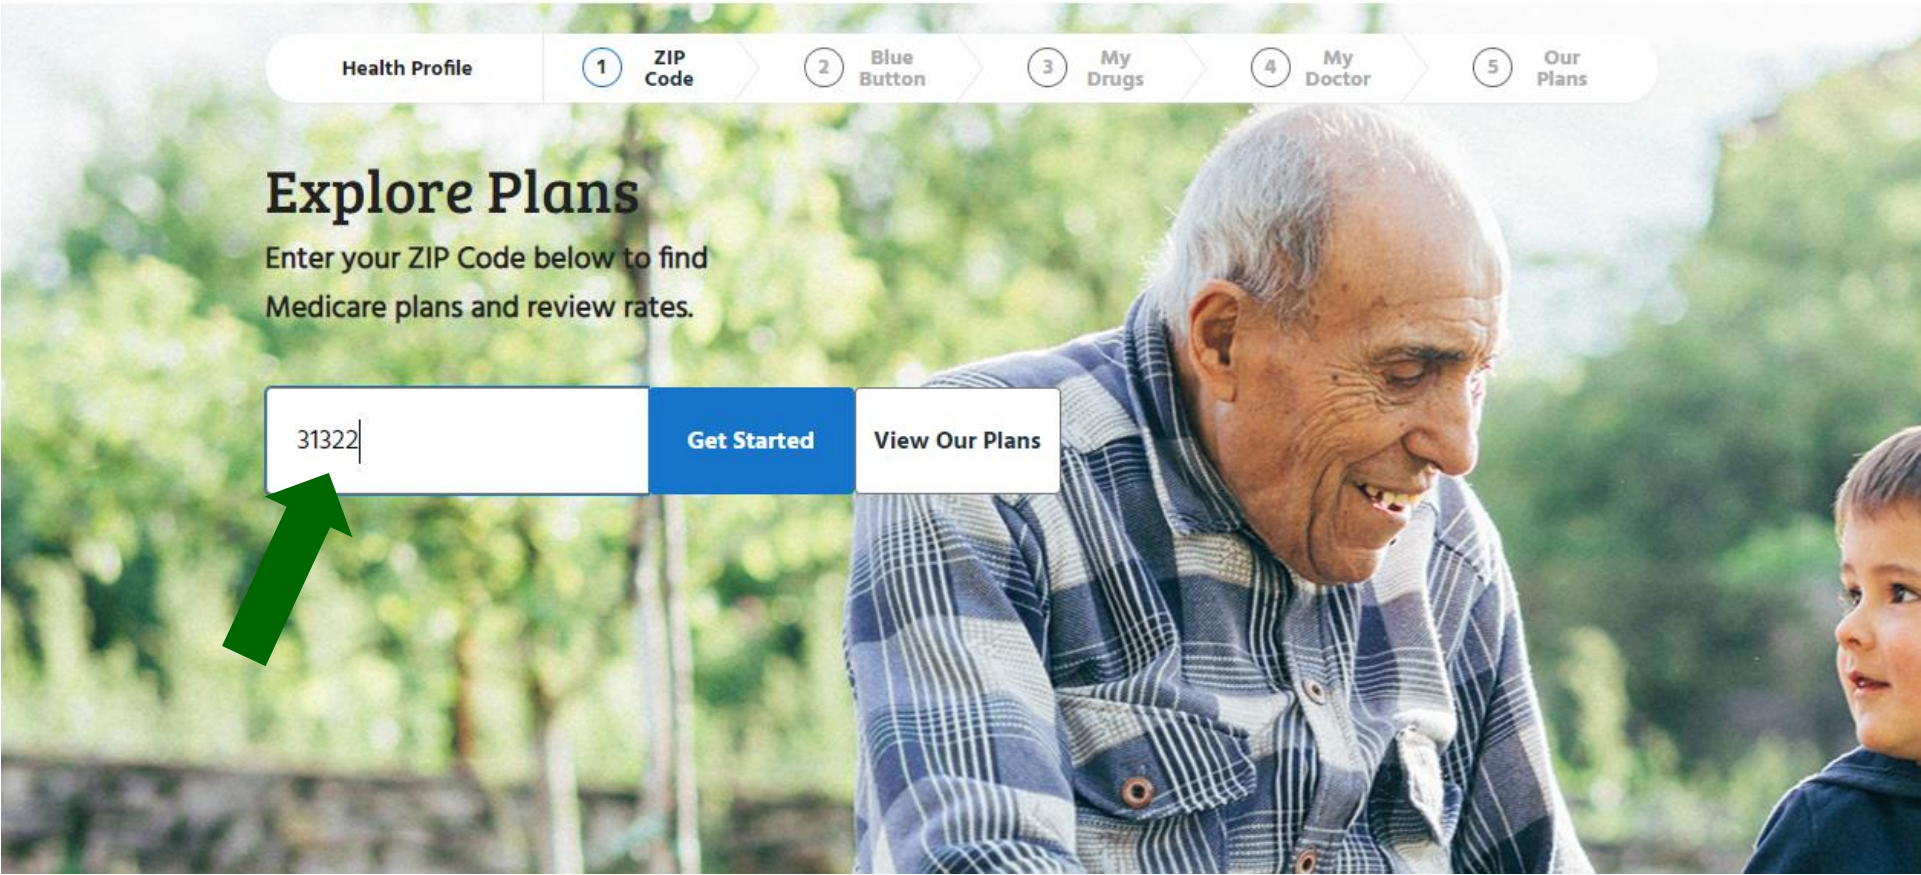 Health Profile
1
ZIP
Code
2
Blue
Button
3
My
Drugs
4
My
Doctor
5
Our
Plans
Explore Plans
Enter your ZIP Code below to find
Medicare plans and review rates.
31322
Get Started
View Our Plans